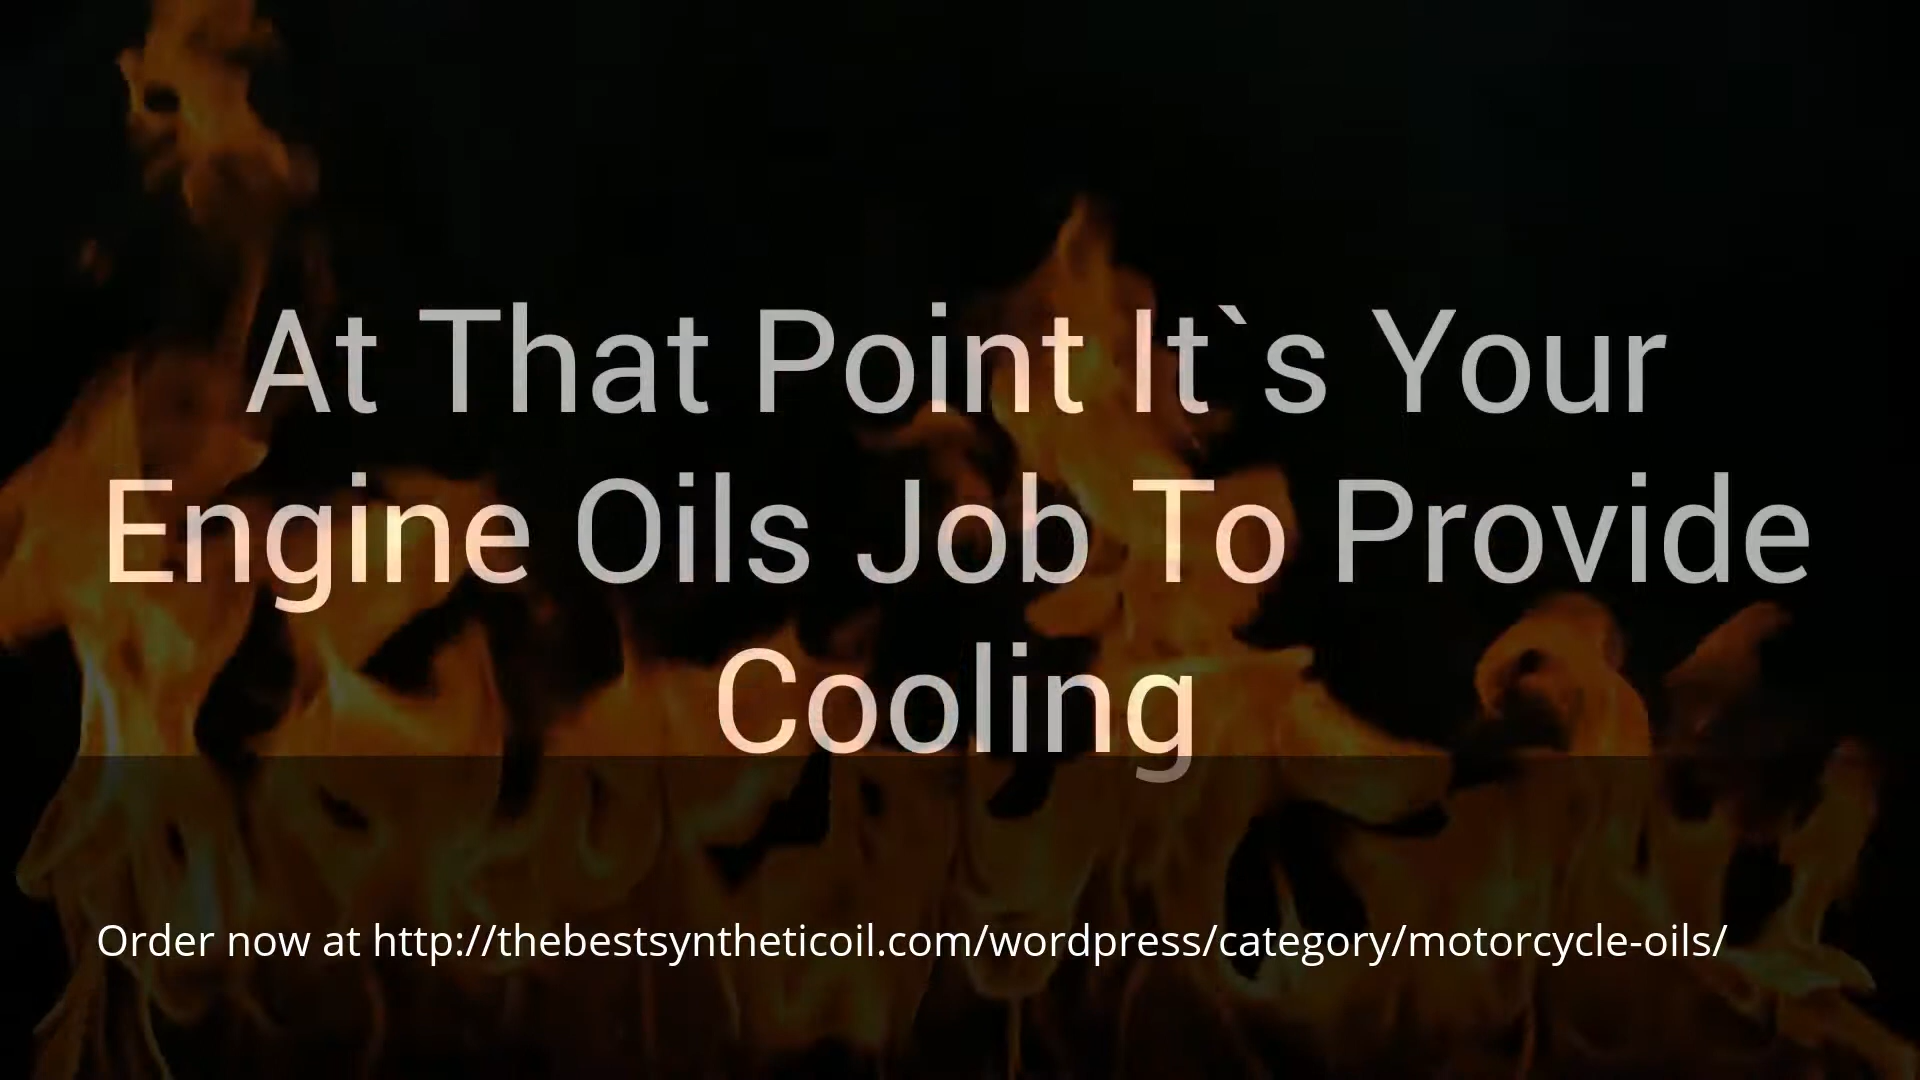 At That Point It`s Your
Engine Oils Job To Provide
Cooling
Order now at http://thebestsyntheticoil.com/wordpress/category/motorcycle-oils/